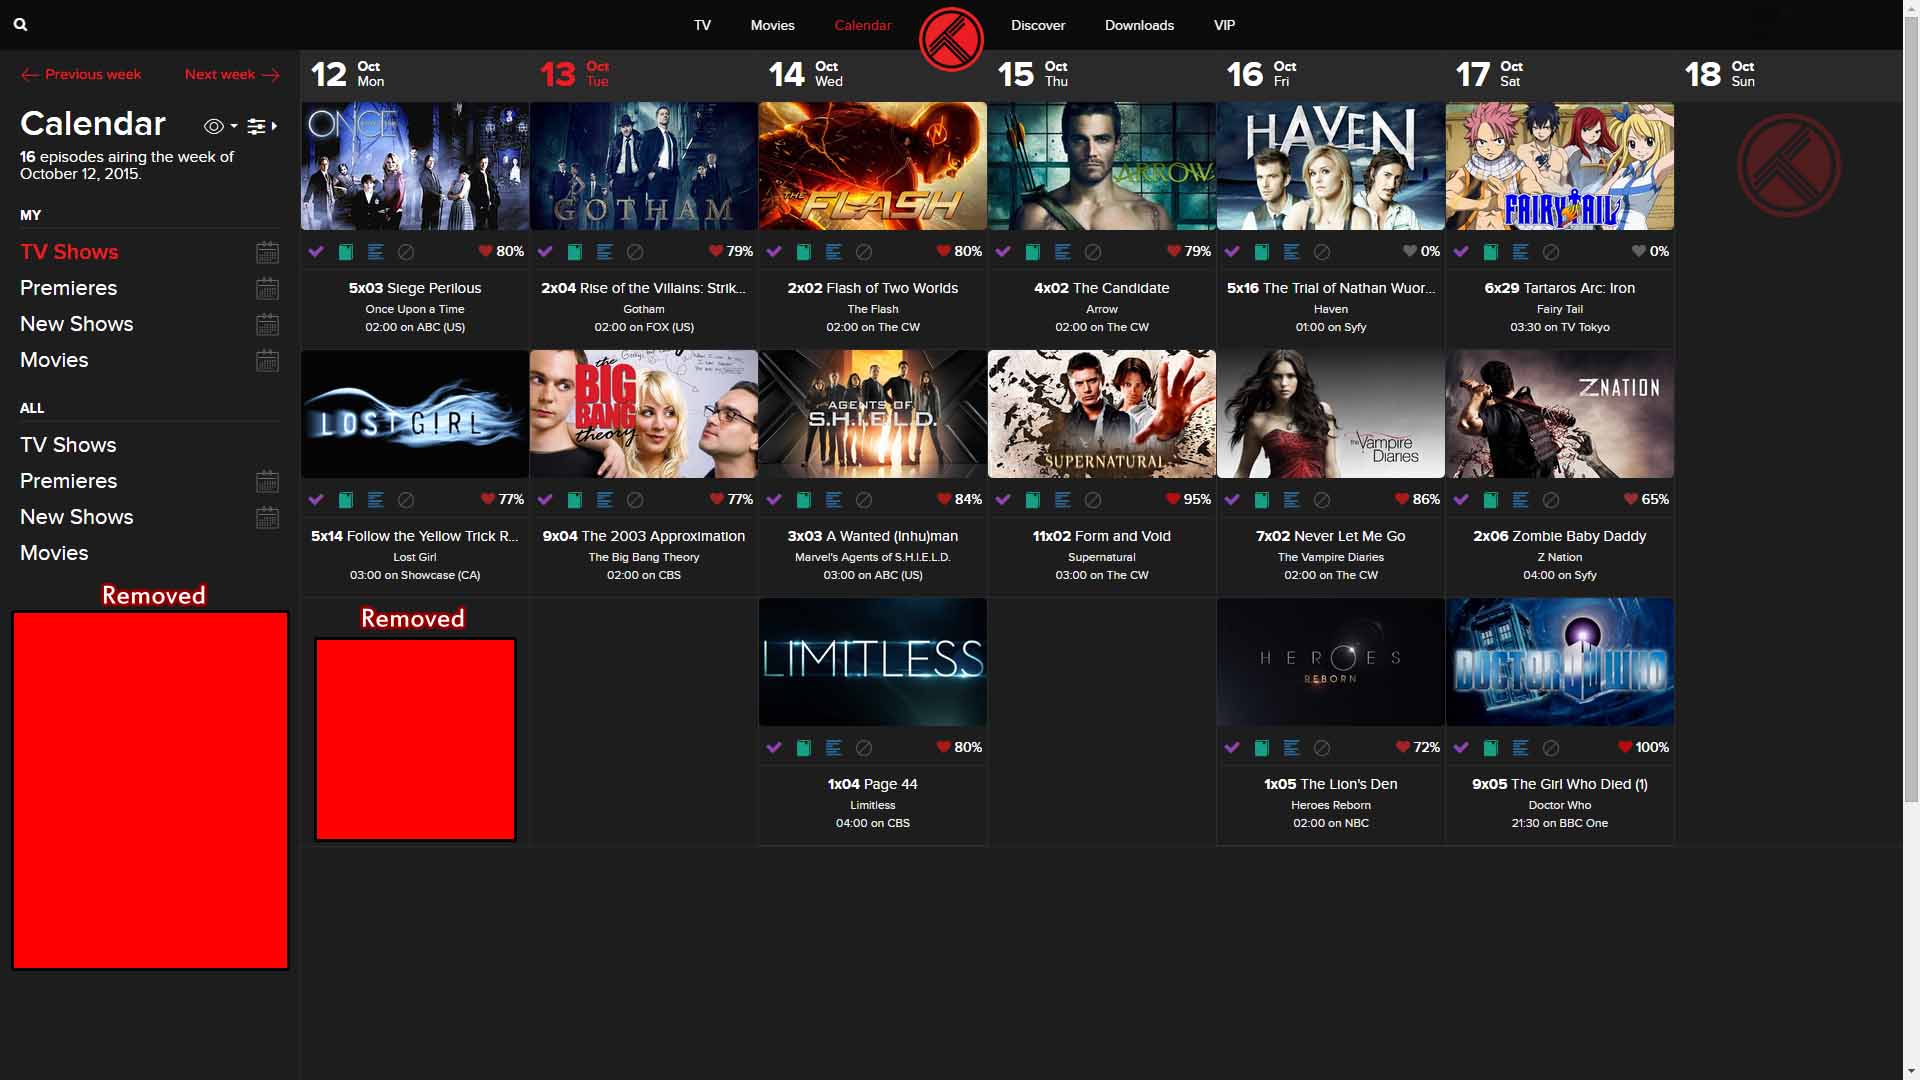 TV Movies Calendar Discover Downloads VIP
Previous week Next week
Calendar
16 episodes airing the week of
October 12, 2015.
MY
TV Shows
Premieres
New Shows
Movies
ALL
TV Shows
Premieres
New Shows
Movies
Removed
12 Oct Mon
13 Oct Tue
14 Oct Wed
15 Oct Thu
16 Oct Fri
17 Oct Sat
18 Oct Sun
ONCE
80%
5x03 Siege Perilous
Once Upon a Time
02:00 on ABC (US)
GOTHAM
79%
2x04 Rise of the Villains: Strik...
Gotham
02:00 on FOX (US)
THE FLASH
80%
2x02 Flash of Two Worlds
The Flash
02:00 on The CW
ARROW
79%
4x02 The Candidate
Arrow
02:00 on The CW
HAVEN
0%
5x16 The Trial of Nathan Wuor...
Haven
01:00 on Syfy
FAIRY TAIL
0%
6x29 Tartaros Arc: Iron
Fairy Tail
03:30 on TV Tokyo
LOST GIRL
77%
5x14 Follow the Yellow Trick R...
Lost Girl
03:00 on Showcase (CA)
the
BIG
BANG
theory
77%
9x04 The 2003 Approximation
The Big Bang Theory
02:00 on CBS
AGENTS OF
S.H.I.E.L.D.
84%
3x03 A Wanted (Inhu)man
Marvel's Agents of S.H.I.E.L.D.
03:00 on ABC (US)
SUPERNATURAL
95%
11x02 Form and Void
Supernatural
03:00 on The CW
the Vampire
Diaries
86%
7x02 Never Let Me Go
The Vampire Diaries
02:00 on The CW
ZNATION
65%
2x06 Zombie Baby Daddy
Z Nation
04:00 on Syfy
Removed
LIMITLESS
80%
1x04 Page 44
Limitless
04:00 on CBS
HEROES
REBORN
72%
1x05 The Lion's Den
Heroes Reborn
02:00 on NBC
DOCTOR WHO
100%
9x05 The Girl Who Died (1)
Doctor Who
21:30 on BBC One